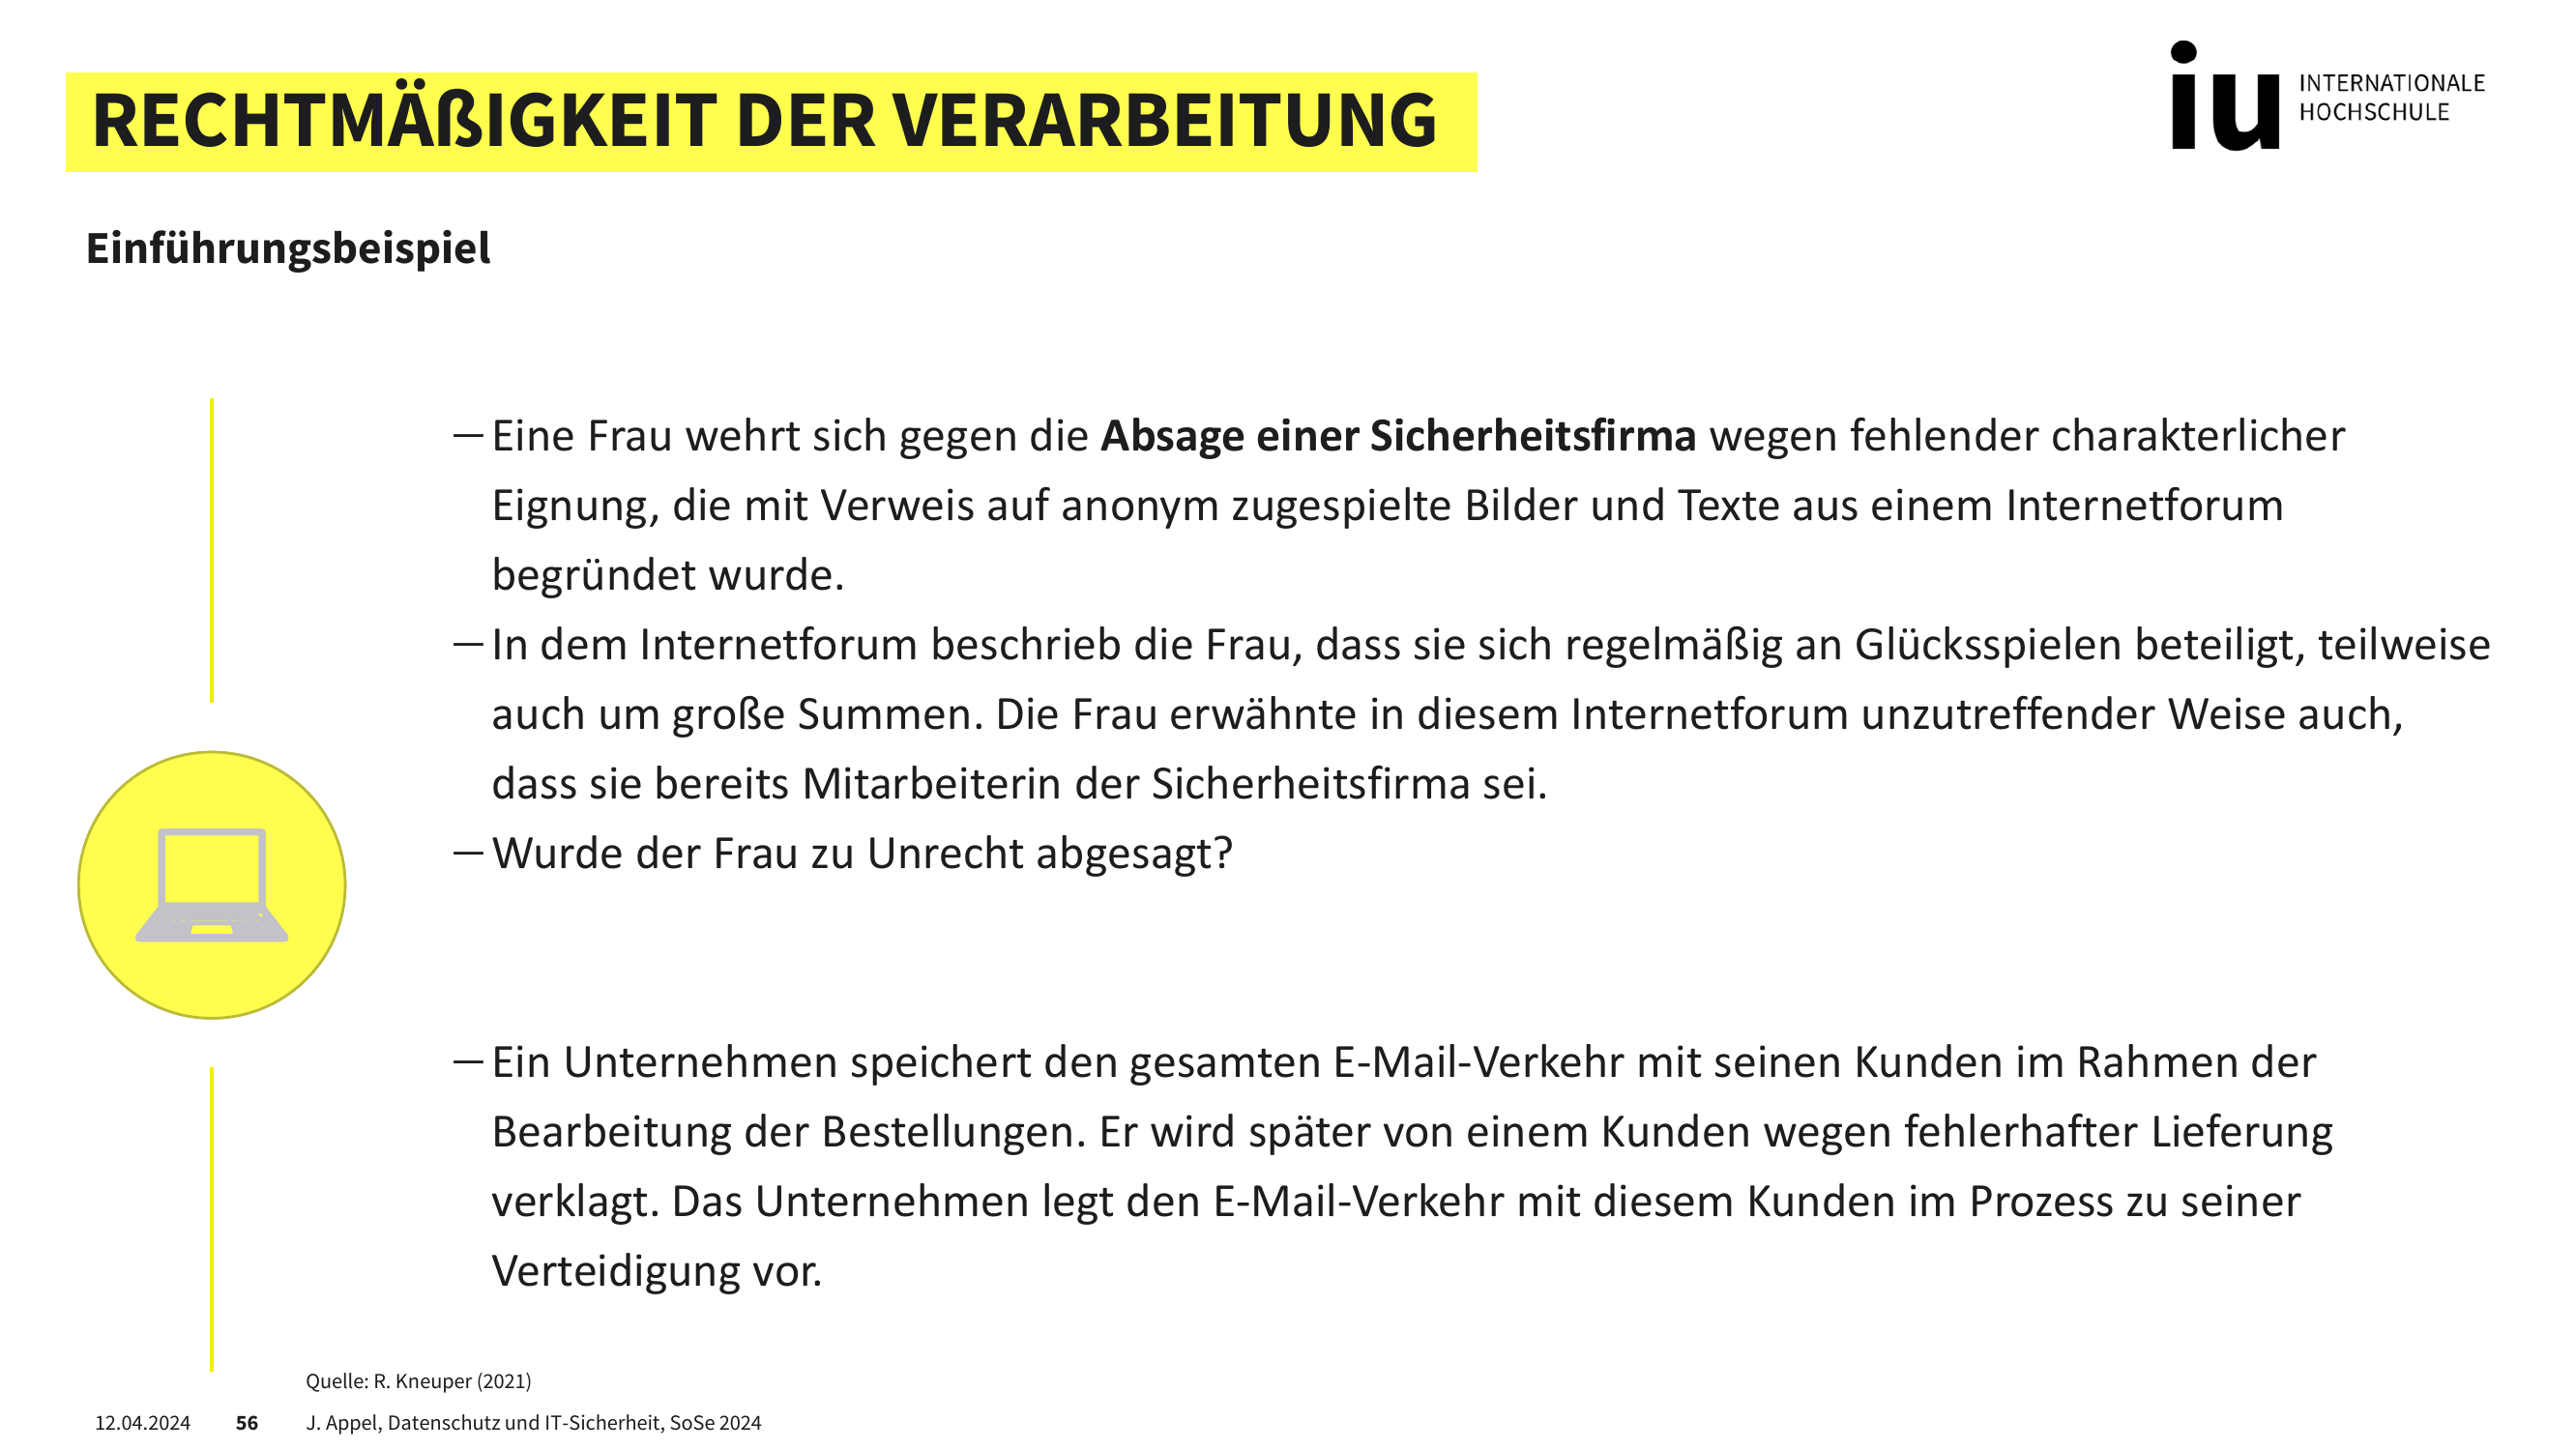 RECHTMÄßIGKEIT DER VERARBEITUNG
iu INTERNATIONALE
HOCHSCHULE
Einführungsbeispiel
– Eine Frau wehrt sich gegen die Absage einer Sicherheitsfirma wegen fehlender charakterlicher
Eignung, die mit Verweis auf anonym zugespielte Bilder und Texte aus einem Internetforum
begründet wurde.
– In dem Internetforum beschrieb die Frau, dass sie sich regelmäßig an Glücksspielen beteiligt, teilweise
auch um große Summen. Die Frau erwähnte in diesem Internetforum unzutreffender Weise auch,
dass sie bereits Mitarbeiterin der Sicherheitsfirma sei.
– Wurde der Frau zu Unrecht abgesagt?
– Ein Unternehmen speichert den gesamten E-Mail-Verkehr mit seinen Kunden im Rahmen der
Bearbeitung der Bestellungen. Er wird später von einem Kunden wegen fehlerhafter Lieferung
verklagt. Das Unternehmen legt den E-Mail-Verkehr mit diesem Kunden im Prozess zu seiner
Verteidigung vor.
Quelle: R. Kneuper (2021)
12.04.2024 56 J. Appel, Datenschutz und IT-Sicherheit, SoSe 2024